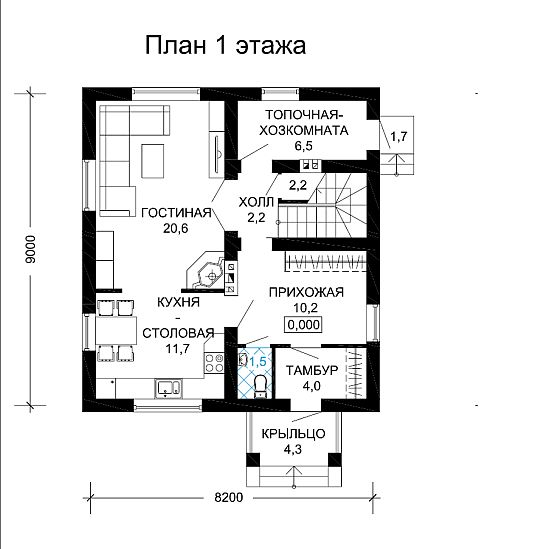 План 1 этажа
ТОПОЧНАЯ-
ХОЗКОМНАТА
6,5
1,7
2,2
ХОЛЛ
2,2
ГОСТИНАЯ
20,6
9000
ПРИХОЖАЯ
10,2
0,000
КУХНЯ
-
СТОЛОВАЯ
11,7
1,5
ТАМБУР
4,0
КРЫЛЬЦО
4,3
8200